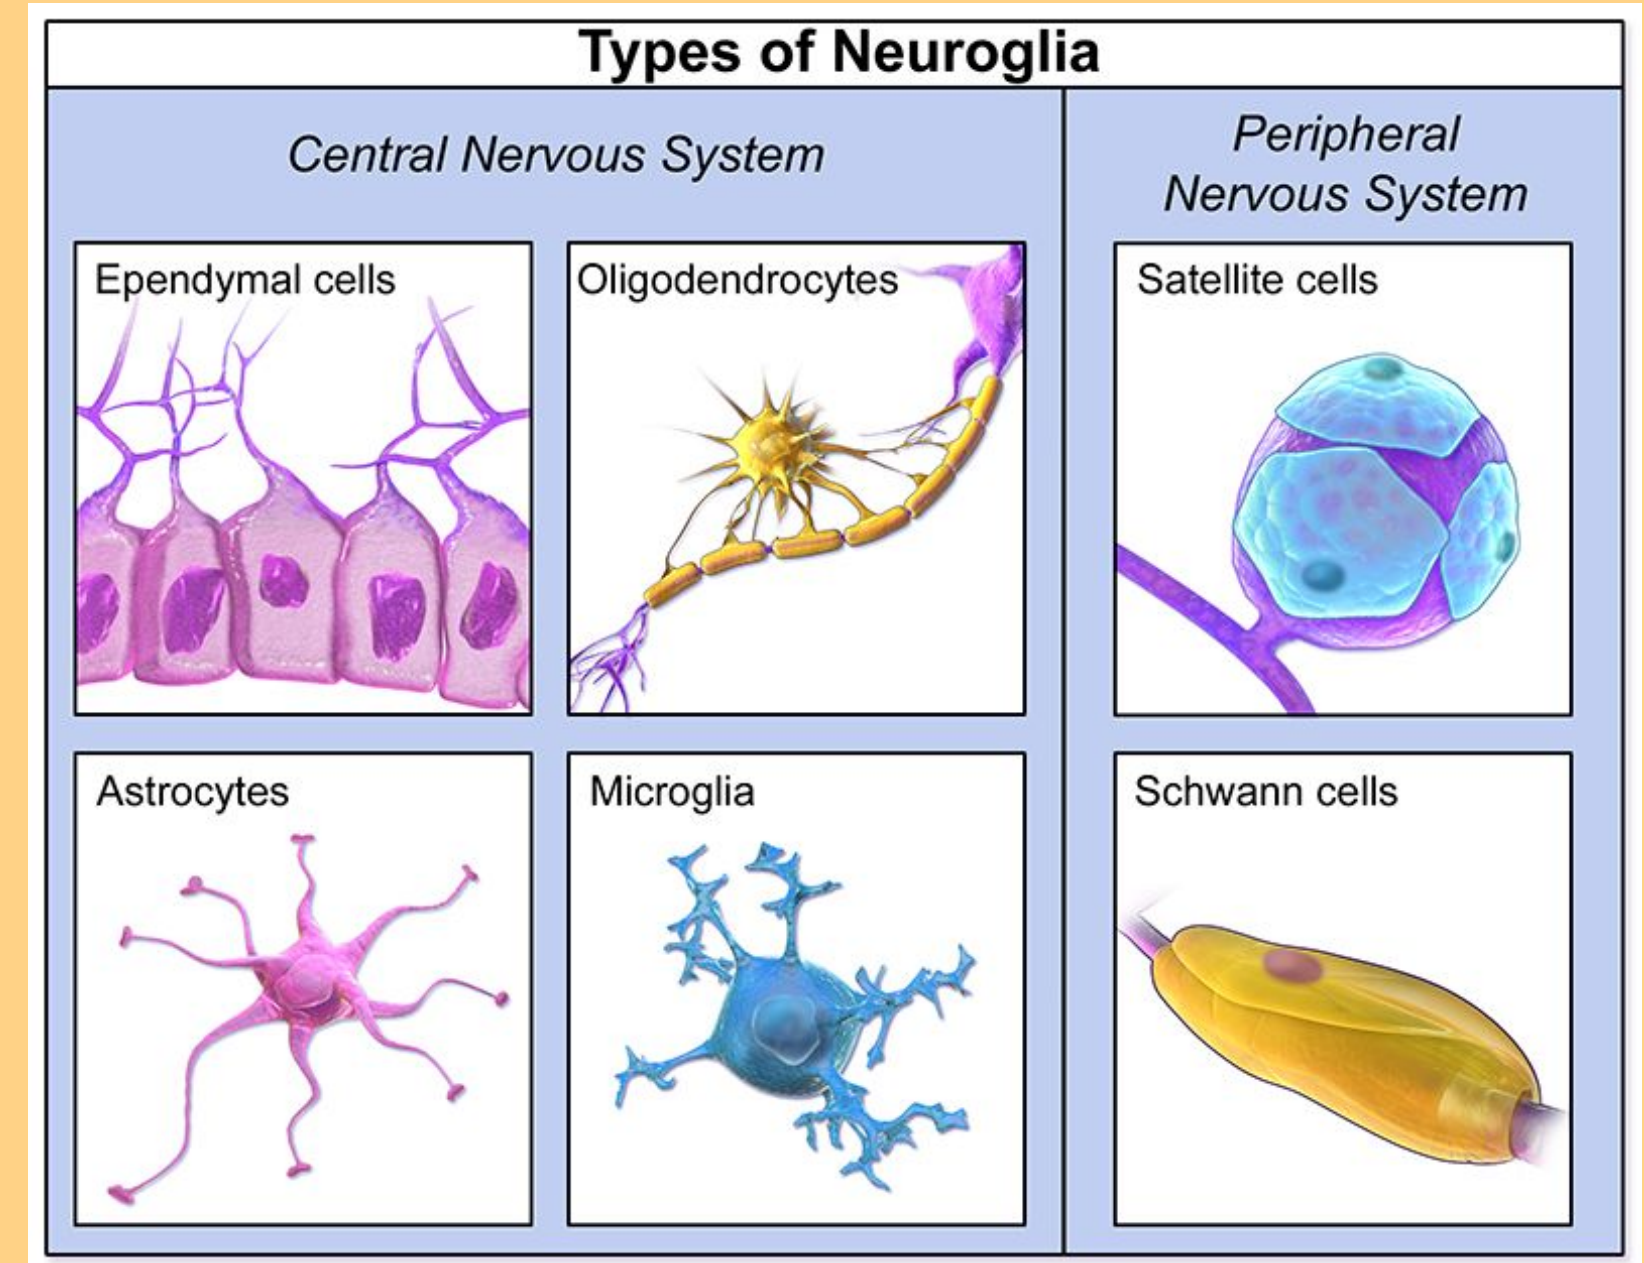 Types of Neuroglia
Central Nervous System
Peripheral
Nervous System
Ependymal cells
Oligodendrocytes
Satellite cells
Astrocytes
Microglia
Schwann cells